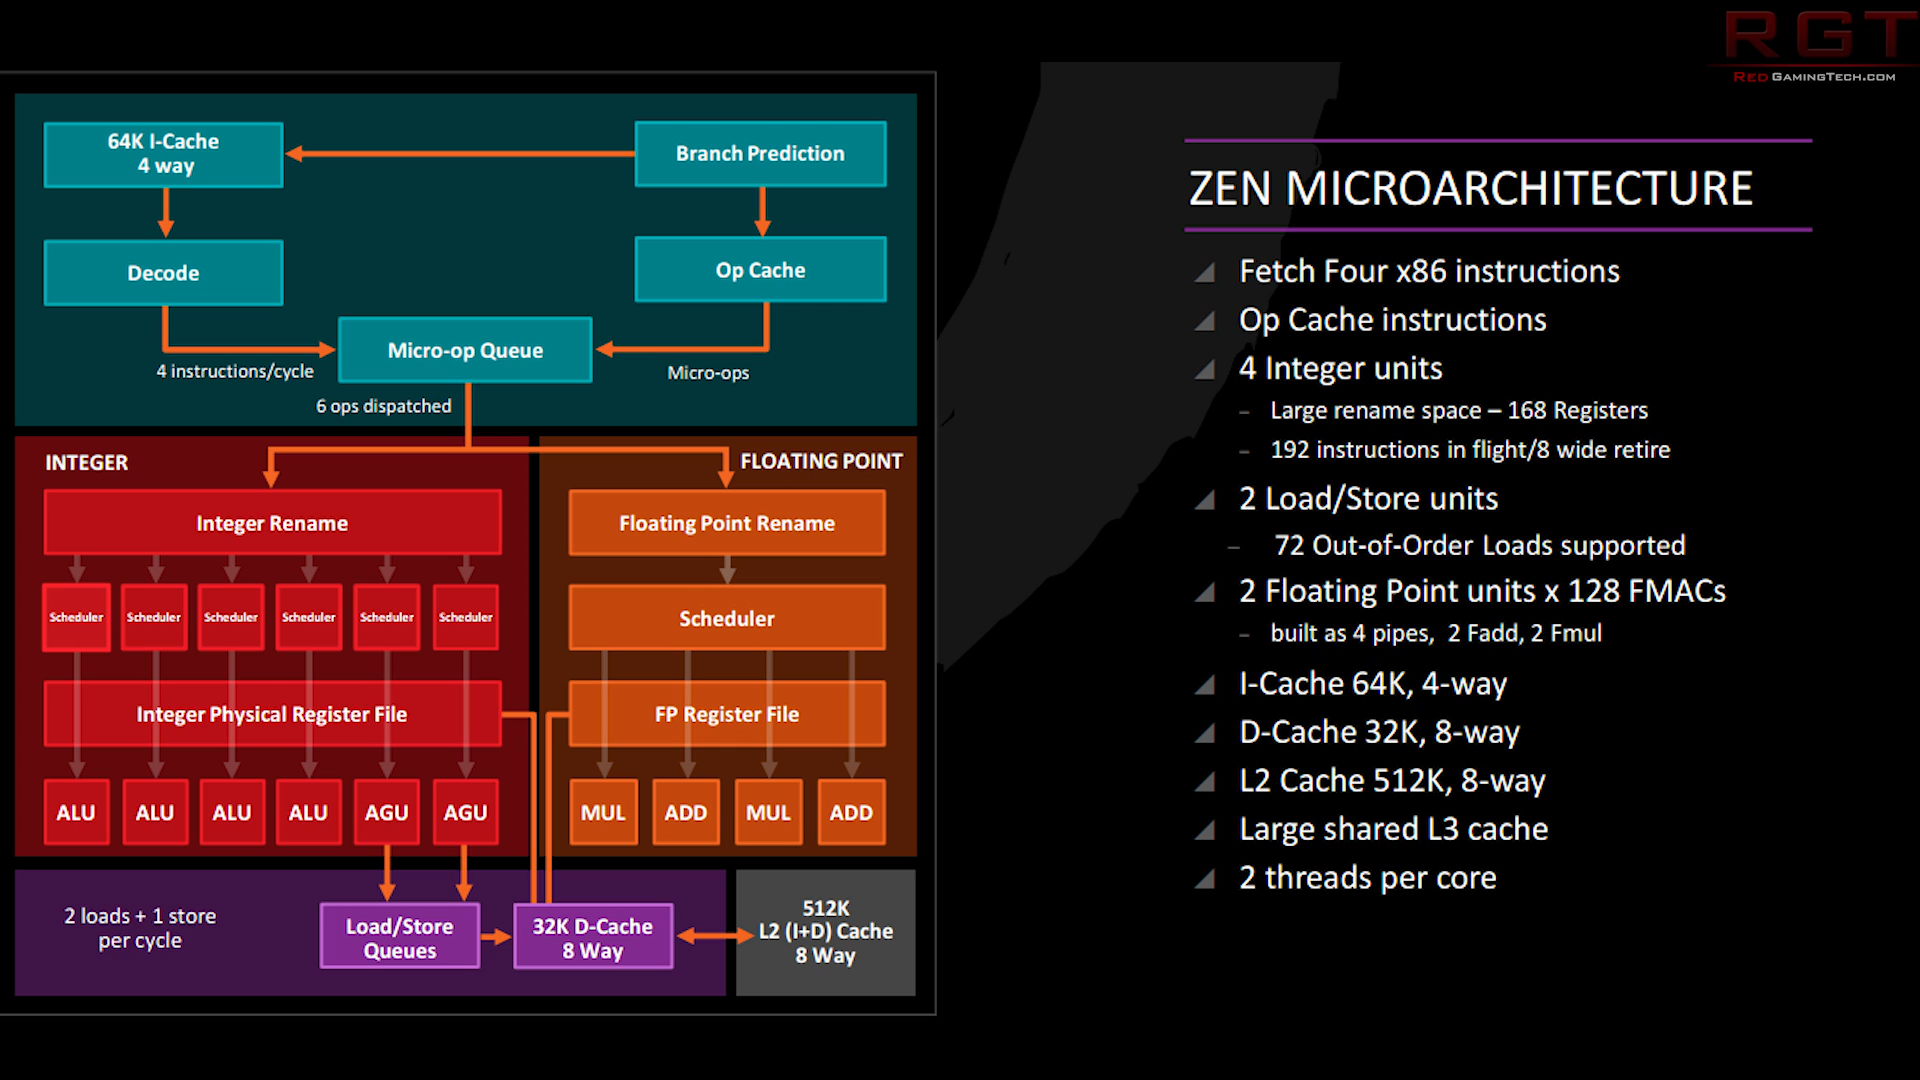 RGT
REDGAMINGTECH.COM
64K I-Cache
4 way
Branch Prediction
Decode
Op Cache
Micro-op Queue
4 instructions/cycle
Micro-ops
6 ops dispatched
INTEGER
FLOATING POINT
Integer Rename
Floating Point Rename
Scheduler Scheduler Scheduler Scheduler Scheduler Scheduler
Scheduler
Integer Physical Register File
FP Register File
ALU ALU ALU ALU AGU AGU
MUL ADD MUL ADD
2 loads + 1 store
per cycle
Load/Store
Queues
32K D-Cache
8 Way
512K
L2 (I+D) Cache
8 Way
ZEN MICROARCHITECTURE
Fetch Four x86 instructions
Op Cache instructions
4 Integer units
– Large rename space – 168 Registers
– 192 instructions in flight/8 wide retire
2 Load/Store units
– 72 Out-of-Order Loads supported
2 Floating Point units x 128 FMACs
– built as 4 pipes, 2 Fadd, 2 Fmul
I-Cache 64K, 4-way
D-Cache 32K, 8-way
L2 Cache 512K, 8-way
Large shared L3 cache
2 threads per core